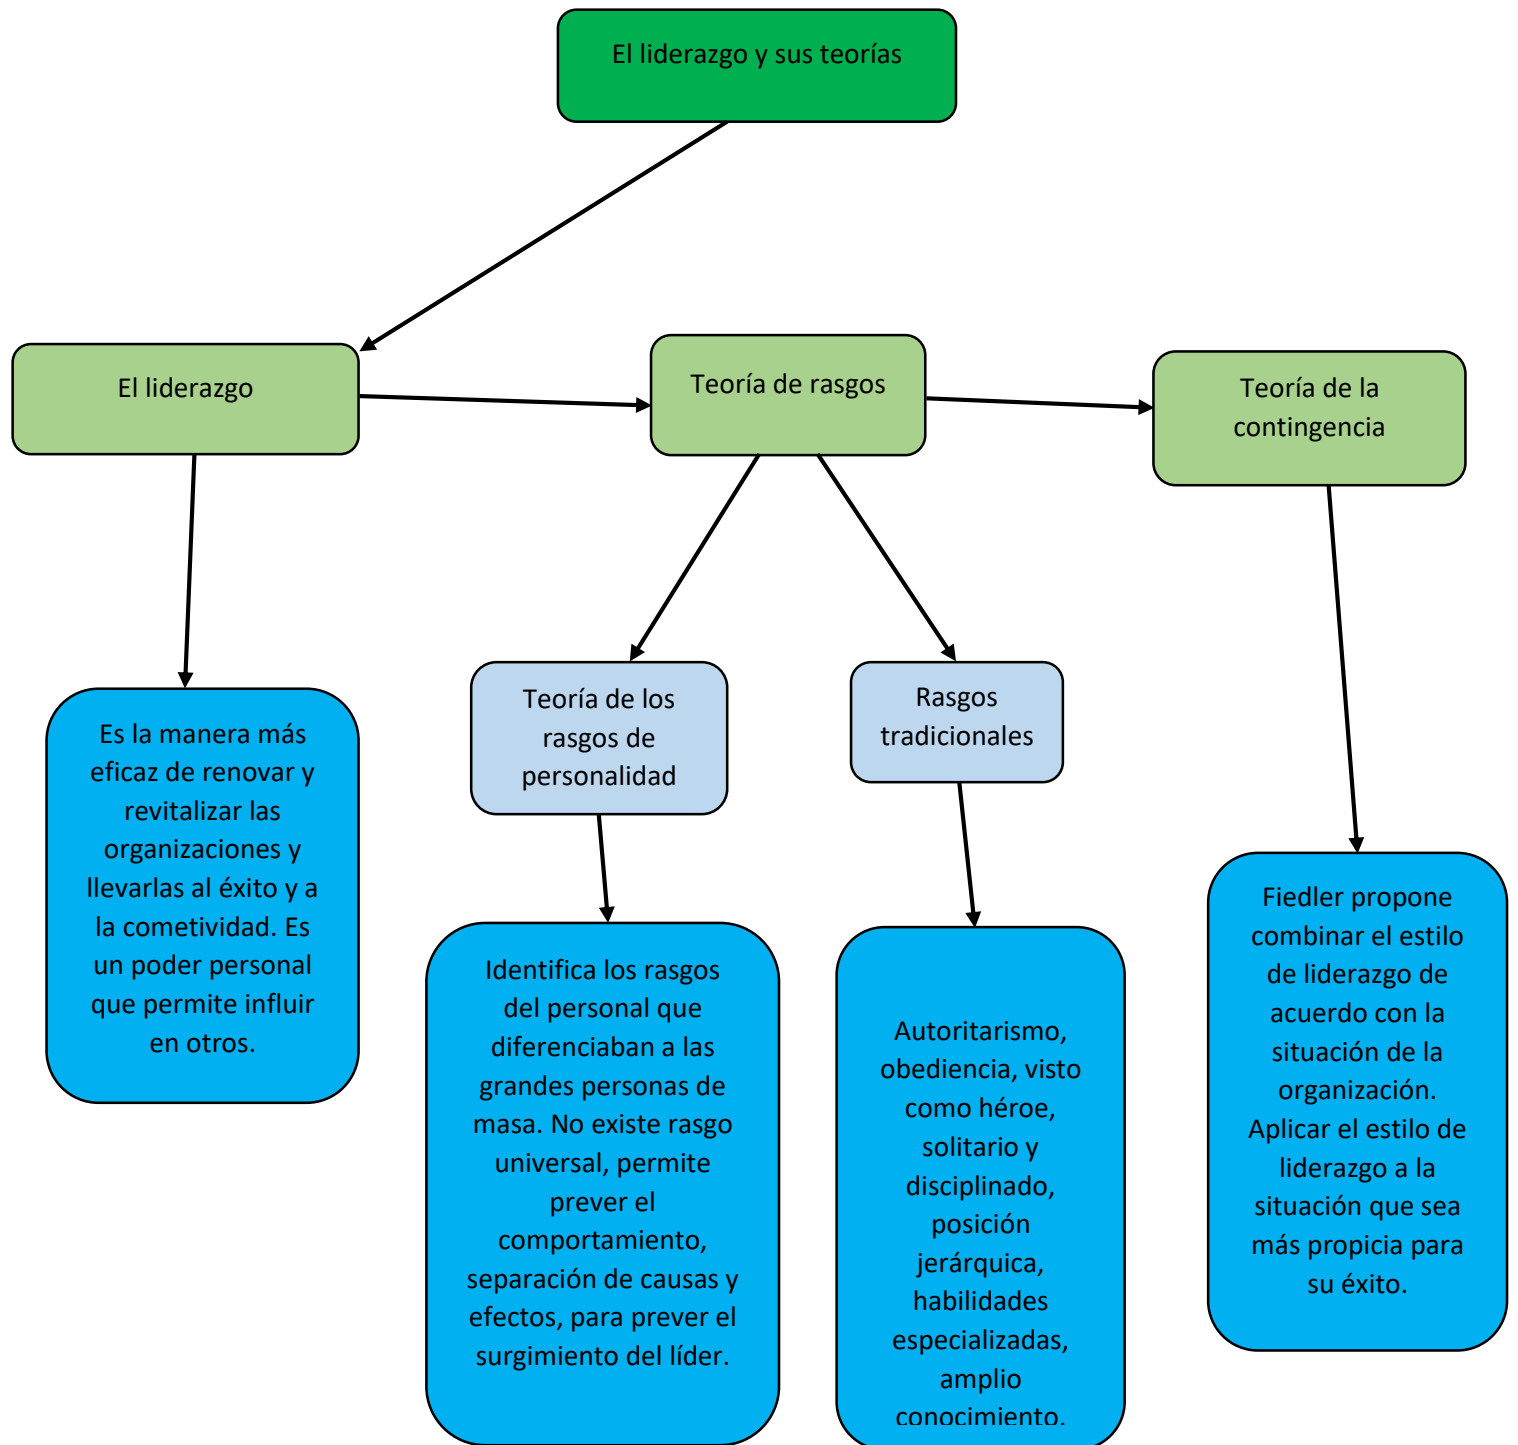 El liderazgo y sus teorías
El liderazgo
Teoría de rasgos
Teoría de la
contingencia
Es la manera más
eficaz de renovar y
revitalizar las
organizaciones y
llevarlas al éxito y a
la cometividad. Es
un poder personal
que permite influir
en otros.
Teoría de los
rasgos de
personalidad
Rasgos
tradicionales
Identifica los rasgos
del personal que
diferenciaban a las
grandes personas de
masa. No existe rasgo
universal, permite
prever el
comportamiento,
separación de causas y
efectos, para prever el
surgimiento del líder.
Autoritarismo,
obediencia, visto
como héroe,
solitario y
disciplinado,
posición
jerárquica,
habilidades
especializadas,
amplio
conocimiento.
Fiedler propone
combinar el estilo
de liderazgo de
acuerdo con la
situación de la
organización.
Aplicar el estilo de
liderazgo a la
situación que sea
más propicia para
su éxito.